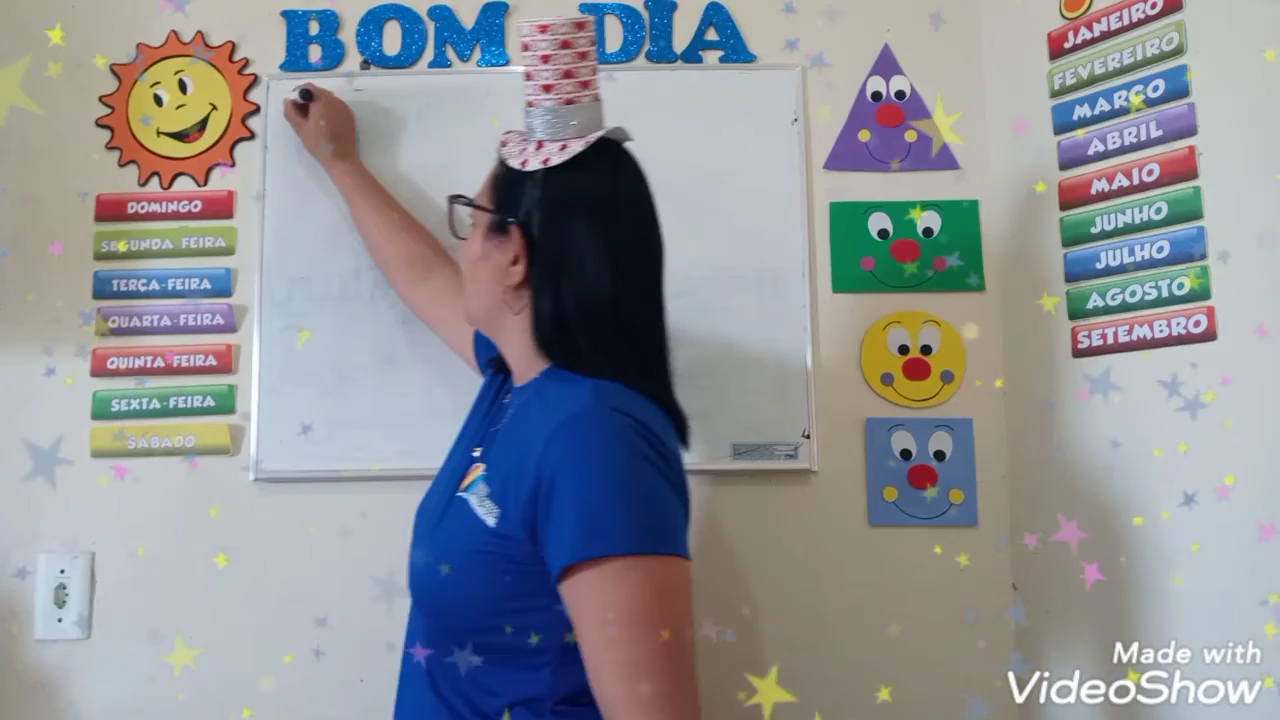 BOM DIA
DOMINGO
SEGUNDA FEIRA
TERÇA-FEIRA
QUARTA-FEIRA
QUINTA-FEIRA
SEXTA-FEIRA
SÁBADO
JANEIRO
FEVEREIRO
MARÇO
ABRIL
MAIO
JUNHO
JULHO
AGOSTO
SETEMBRO
Made with
VideoShow